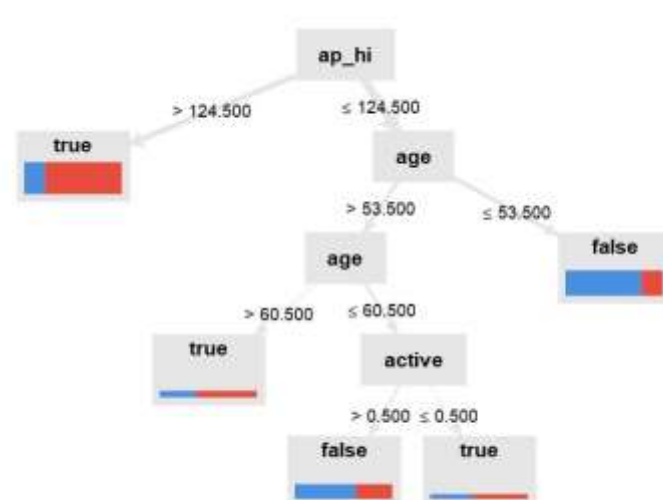 ap_hi
> 124.500
≤ 124.500
true
age
> 53.500
≤ 53.500
age
false
> 60.500
≤ 60.500
true
active
> 0.500
≤ 0.500
false
true